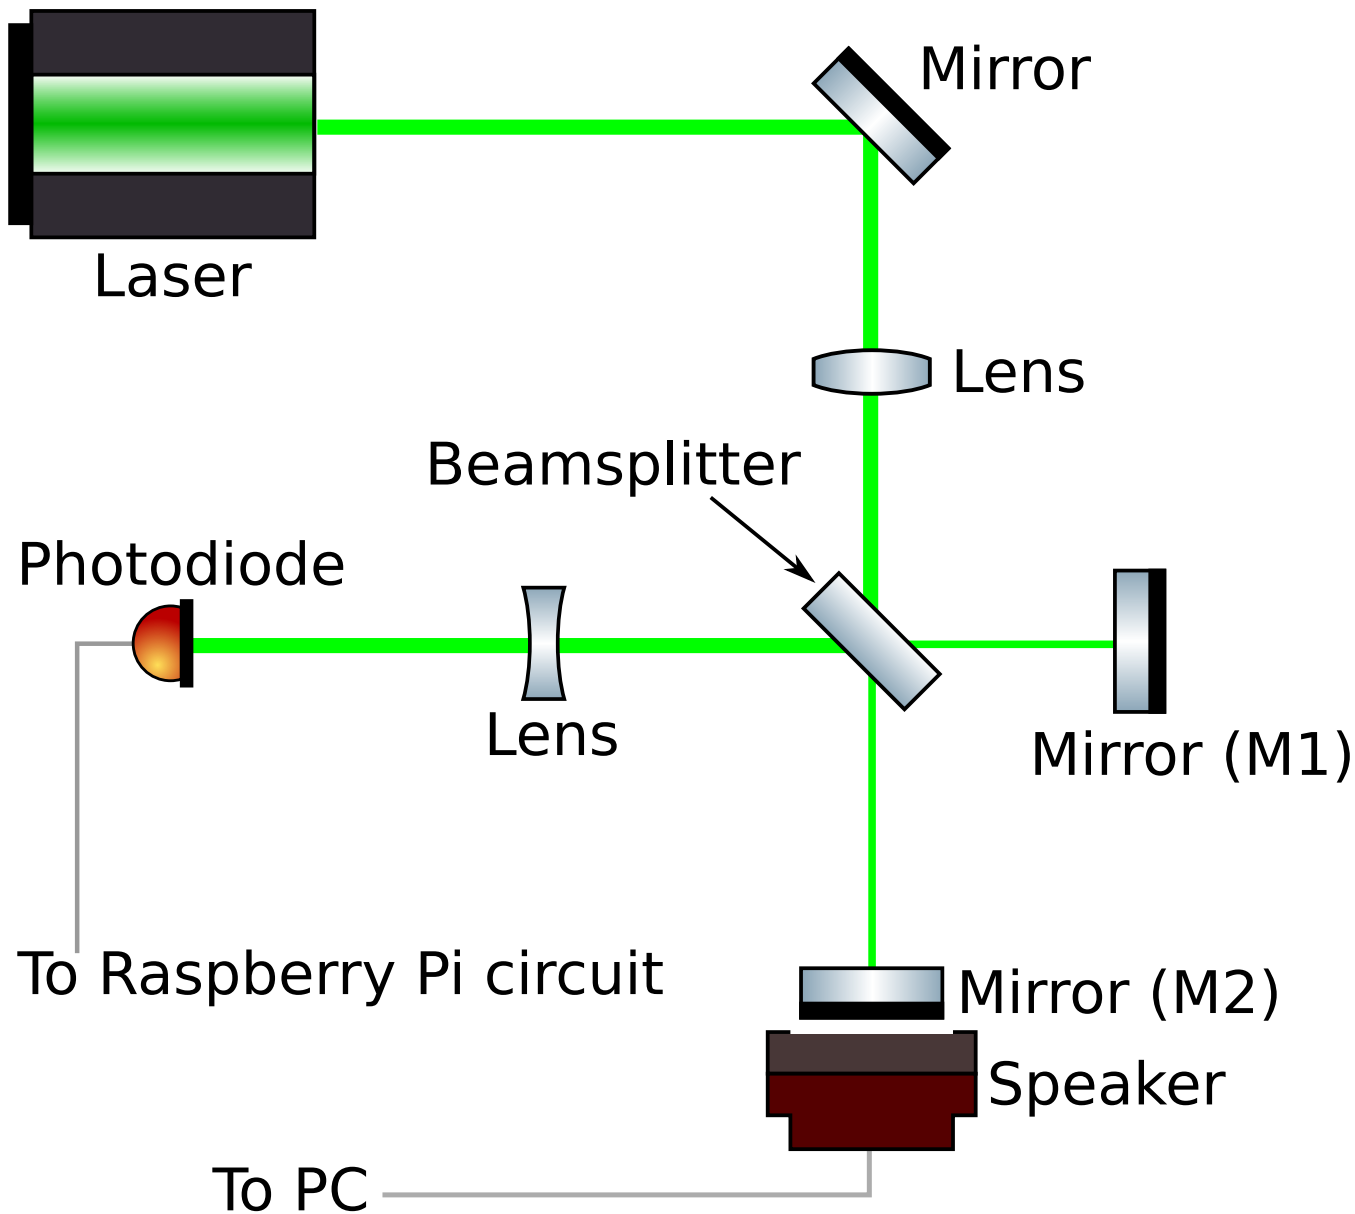 Mirror
Laser
Lens
Beamsplitter
Photodiode
Lens
Mirror (M1)
To Raspberry Pi circuit
Mirror (M2)
Speaker
To PC